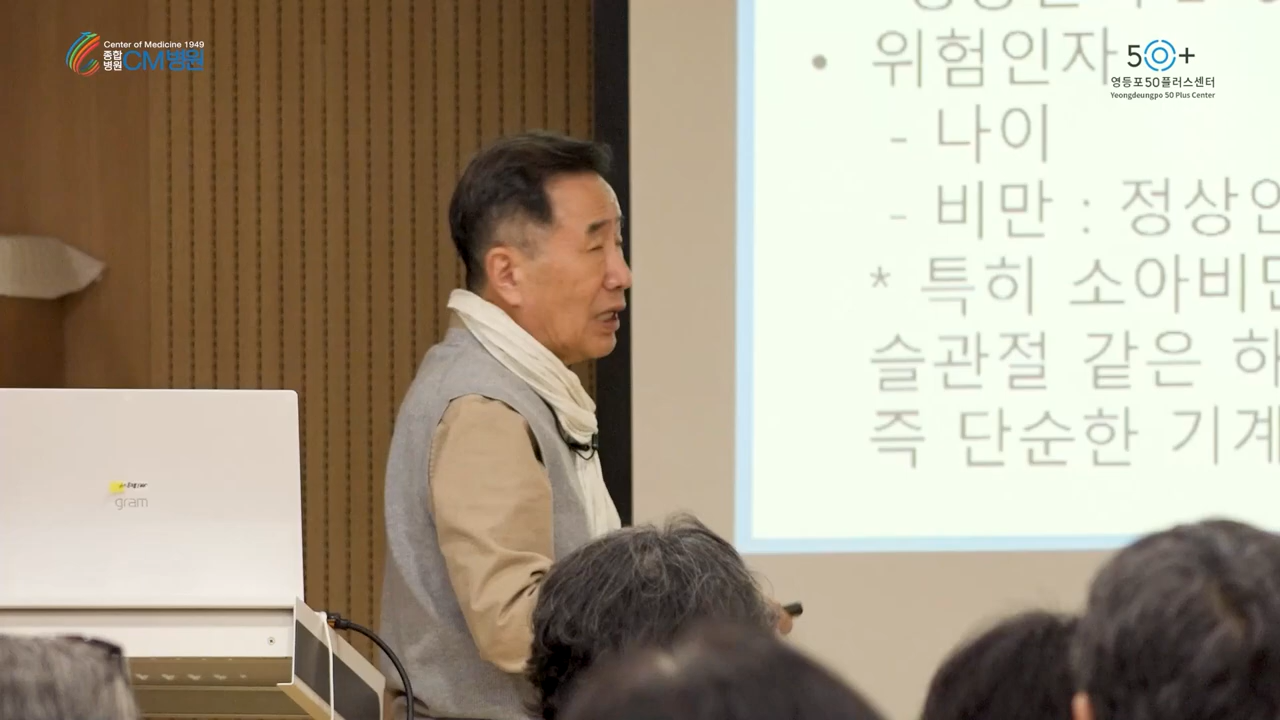 Center of Medicine 1949
종합
병원 CM병원
50+
영등포50플러스센터
Yeongdeungpo 50 Plus Center
• 위험인자
- 나이
- 비만 : 정상
* 특히 소아비만
슬관절 같은 하
즉 단순한 기계
gram